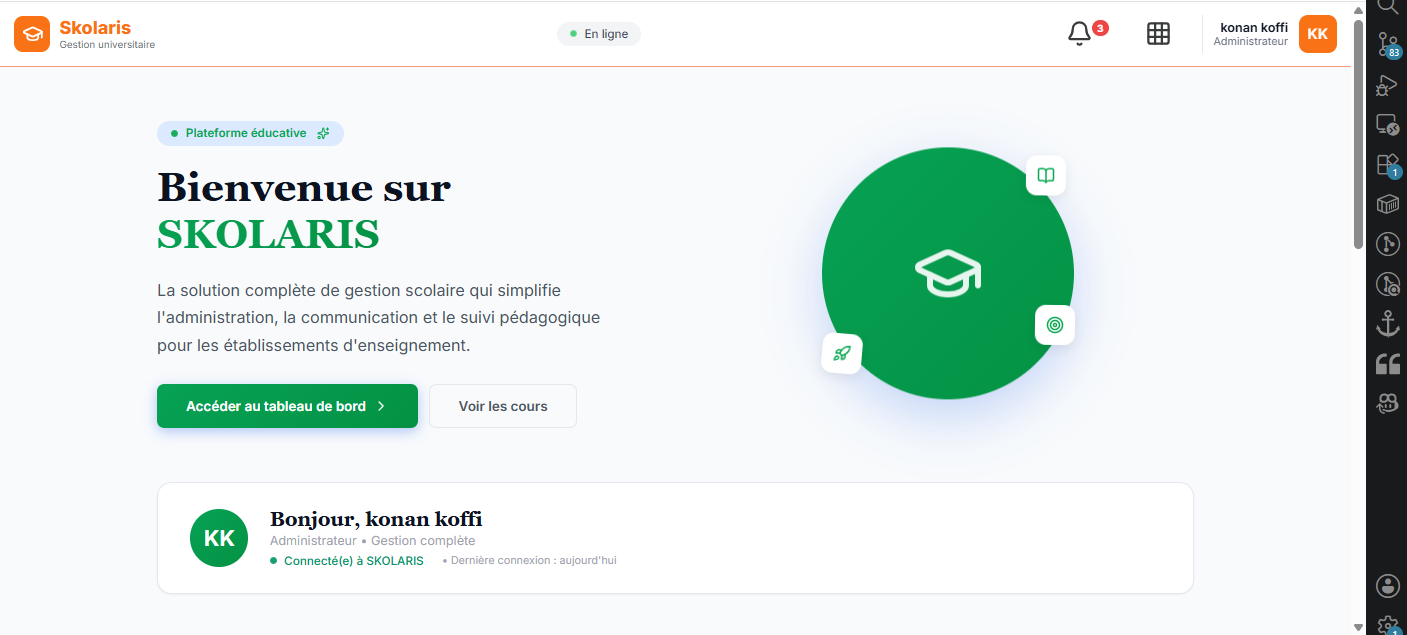 Skolaris
Gestion universitaire
En ligne
3
konan koffi
Administrateur
KK
83
Plateforme éducative
Bienvenue sur
SKOLARIS
La solution complète de gestion scolaire qui simplifie
l'administration, la communication et le suivi pédagogique
pour les établissements d'enseignement.
Accéder au tableau de bord
Voir les cours
1
KK
Bonjour, konan koffi
Administrateur • Gestion complète
Connecté(e) à SKOLARIS • Dernière connexion : aujourd'hui
1